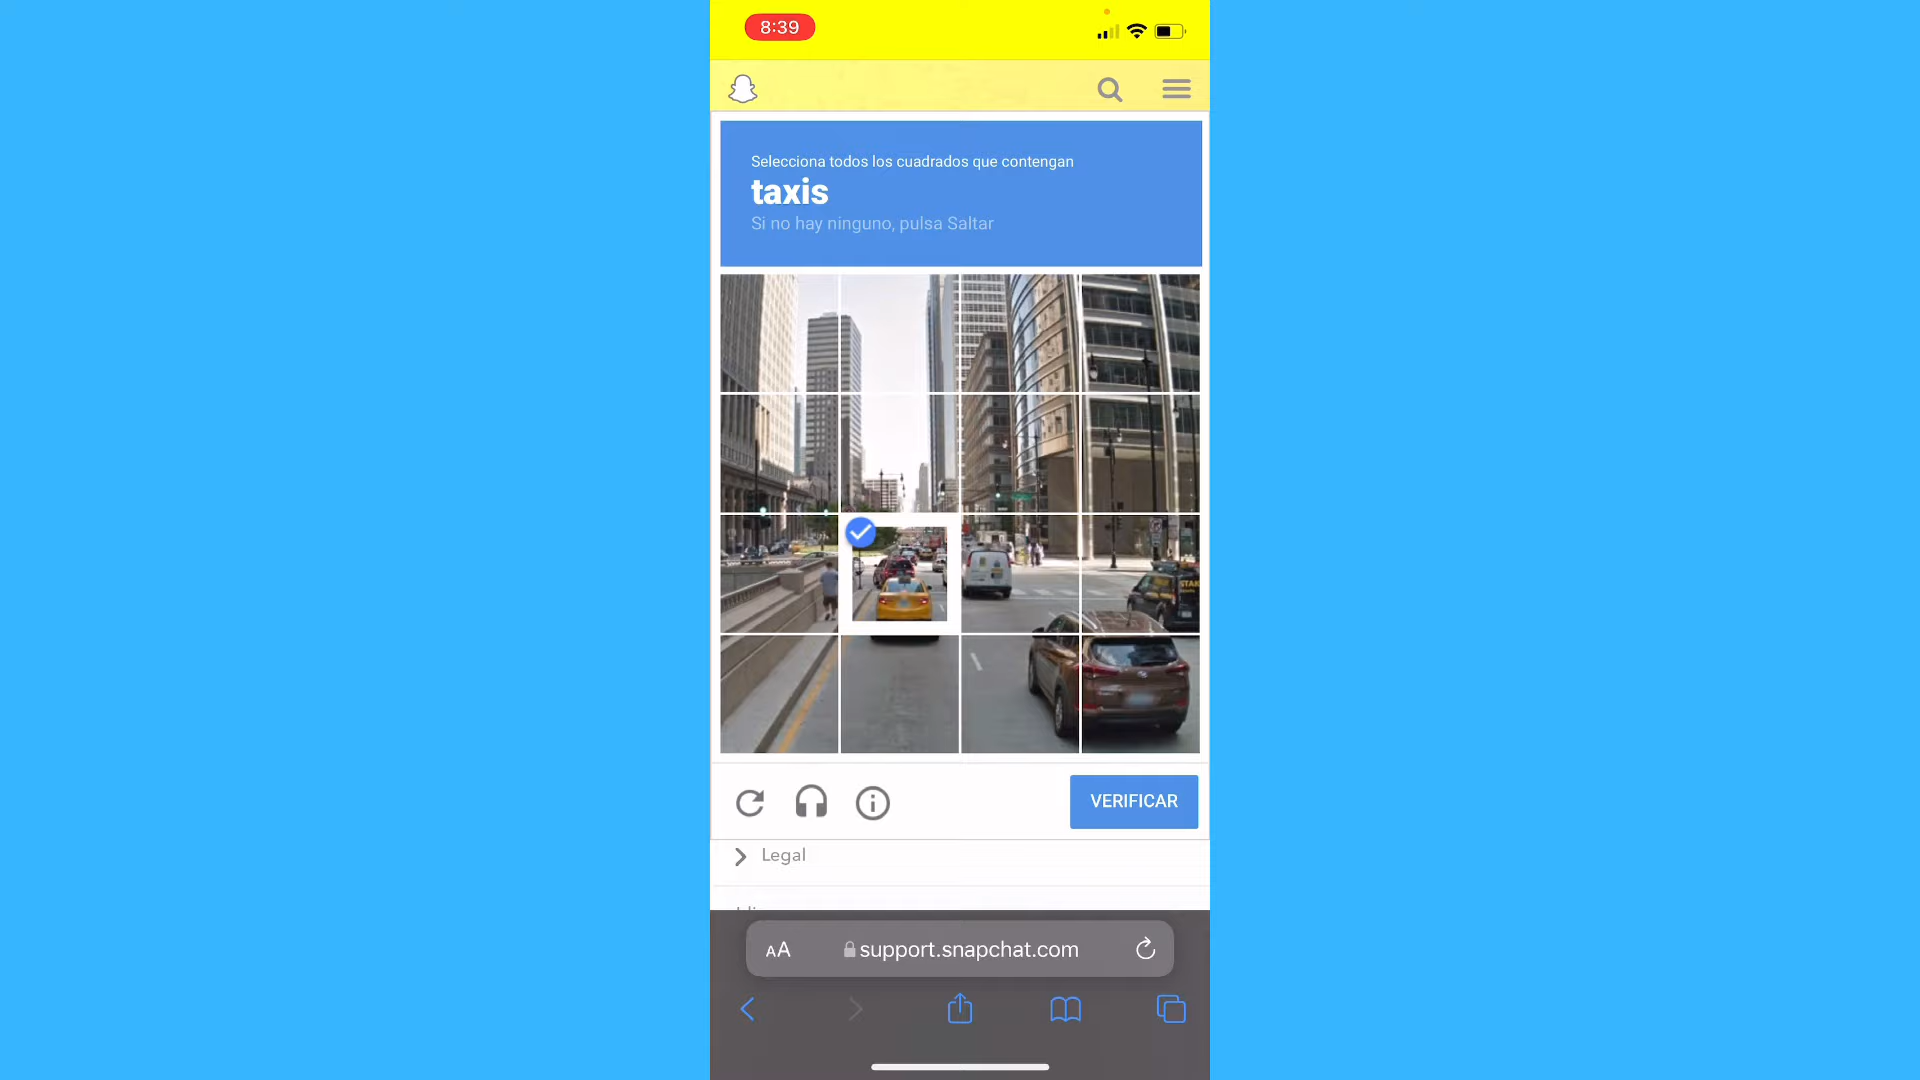 8:39
Selecciona todos los cuadrados que contengan
taxis
Si no hay ninguno, pulsa Saltar
STAR
VERIFICAR
Legal
AA support.snapchat.com